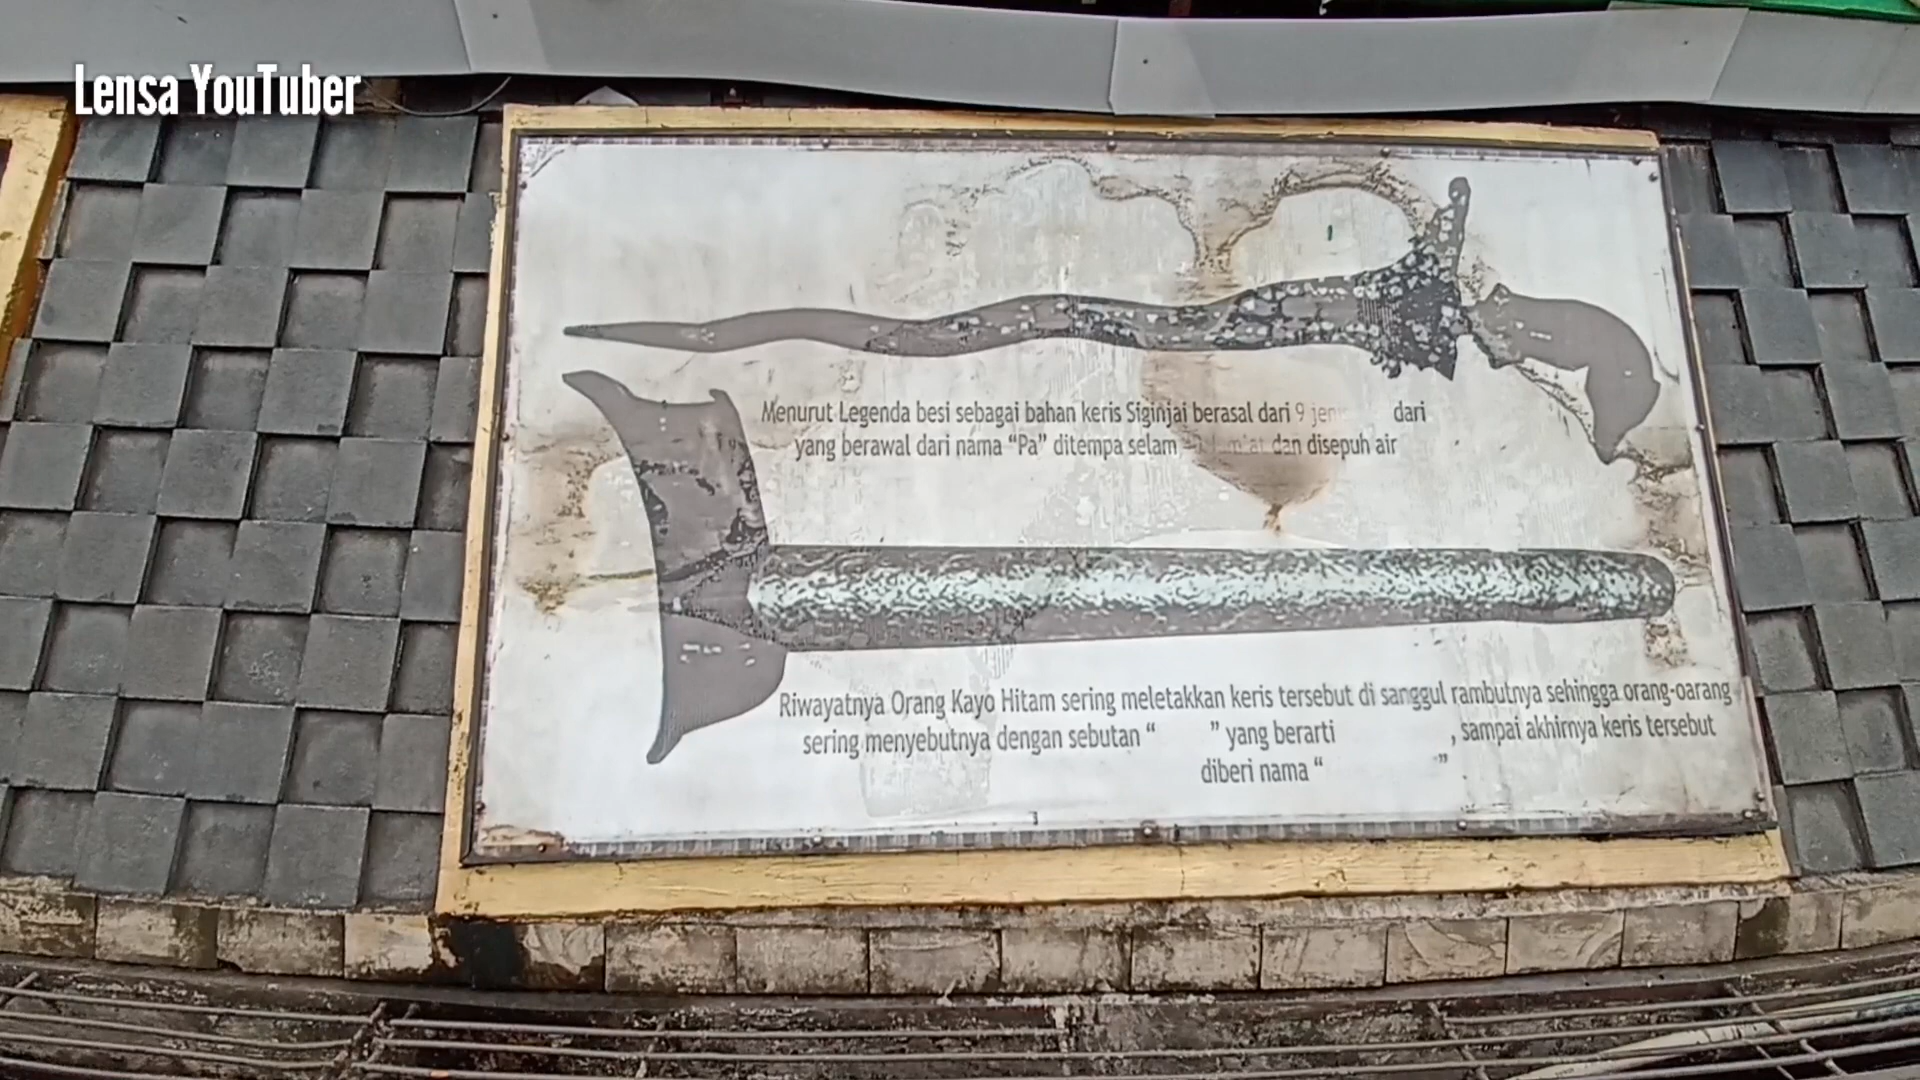 Lensa YouTuber
Menurut Legenda besi sebagai bahan keris Siginjai berasal dari 9 dari
yang berawal dari nama “Pa” ditempa selam dan disepuh air
Riwayatnya Orang Kayo Hitam sering meletakkan keris tersebut di sanggul rambutnya sehingga orang-oarang
sering menyebutnya dengan sebutan “ ” yang berarti , sampai akhirnya keris tersebut
diberi nama “ ”